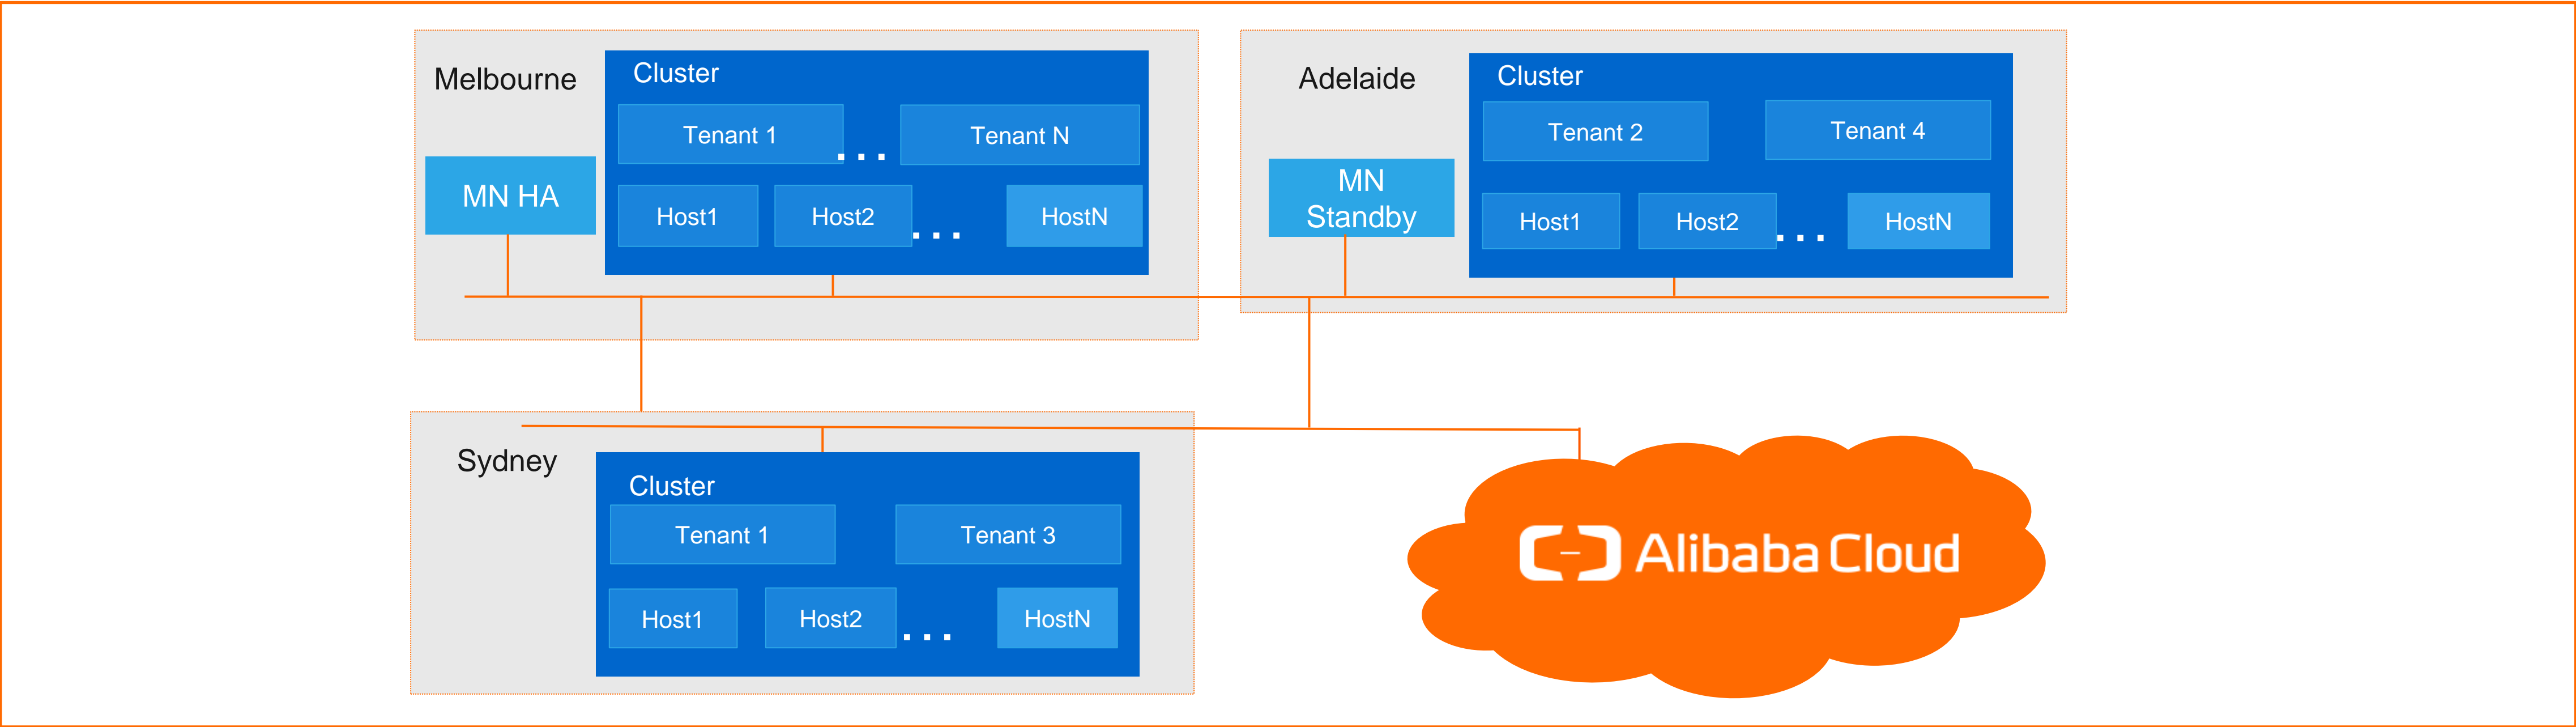 Melbourne
Cluster
Tenant 1
...
Tenant N
MN HA
Host1
Host2
...
HostN
Adelaide
Cluster
Tenant 2
Tenant 4
MN
Standby
Host1
Host2
...
HostN
Sydney
Cluster
Tenant 1
Tenant 3
Host1
Host2
...
HostN
Alibaba Cloud